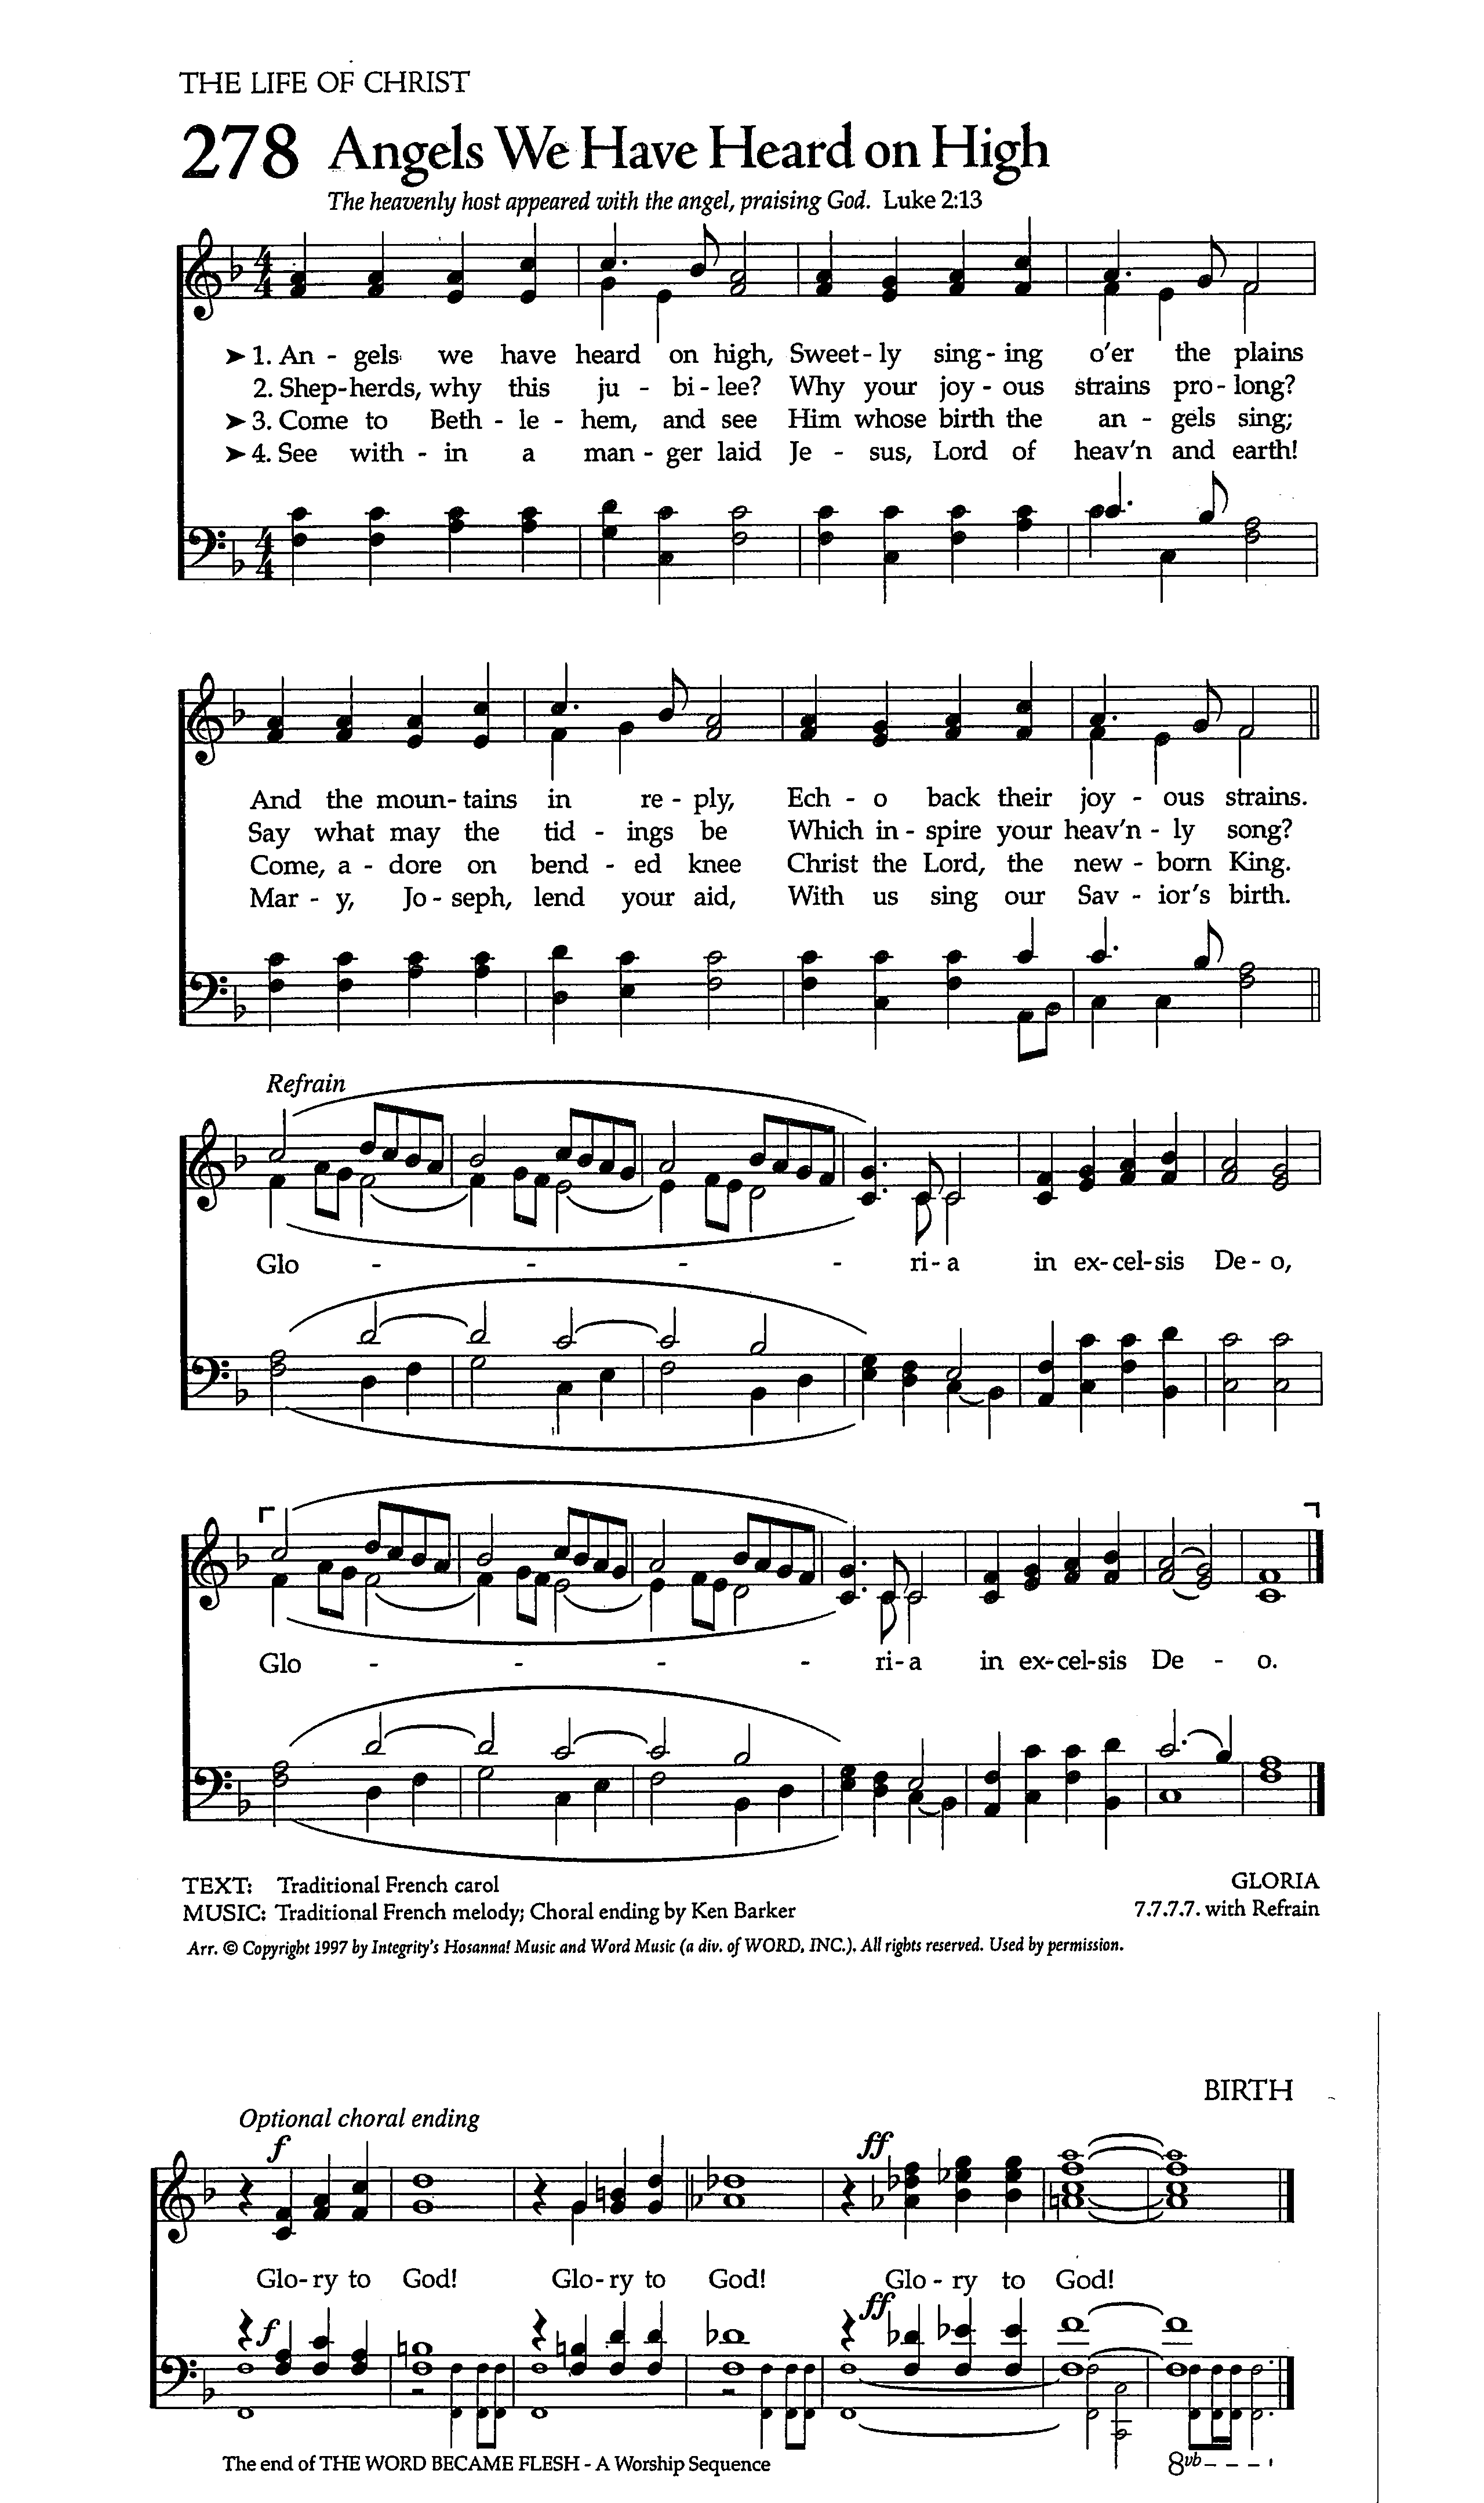 THE LIFE OF CHRIST
278 Angels We Have Heard on High
The heavenly host appeared with the angel, praising God. Luke 2:13
➤ 1. An - gels we have heard on high, Sweet - ly sing - ing o'er the plains
2. Shep-herds, why this ju - bi - lee? Why your joy - ous strains pro - long?
➤ 3. Come to Beth - le - hem, and see Him whose birth the an - gels sing;
➤ 4. See with - in a man - ger laid Je - sus, Lord of heav'n and earth!
And the moun- tains in re - ply, Ech - o back their joy - ous strains.
Say what may the tid - ings be Which in - spire your heav'n - ly song?
Come, a - dore on bend - ed knee Christ the Lord, the new - born King.
Mar - y, Jo - seph, lend your aid, With us sing our Sav - ior's birth.
Refrain
Glo - - - - ri - a in ex- cel- sis De - o,
Glo - - - - ri - a in ex- cel- sis De - o.
TEXT: Traditional French carol
GLORIA
MUSIC: Traditional French melody; Choral ending by Ken Barker
7.7.7.7. with Refrain
Arr. © Copyright 1997 by Integrity's Hosanna! Music and Word Music (a div. of WORD, INC.). All rights reserved. Used by permission.
BIRTH
Optional choral ending
f
ff
Glo- ry to God! Glo- ry to God! Glo - ry to God!
f
ff
The end of THE WORD BECAME FLESH - A Worship Sequence
8vb